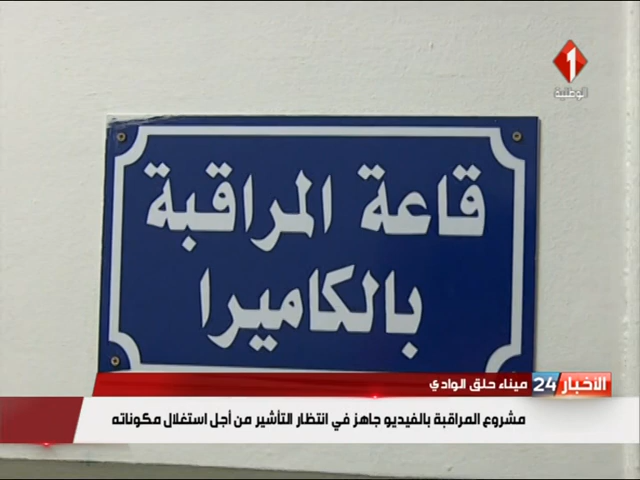 1
الوطنية
قاعة المراقبة
بالكاميرا
الأخبار 24 ميناء حلق الوادي
مشروع المراقبة بالفيديو جاهز في انتظار التأشير من أجل استغلال مكوناته